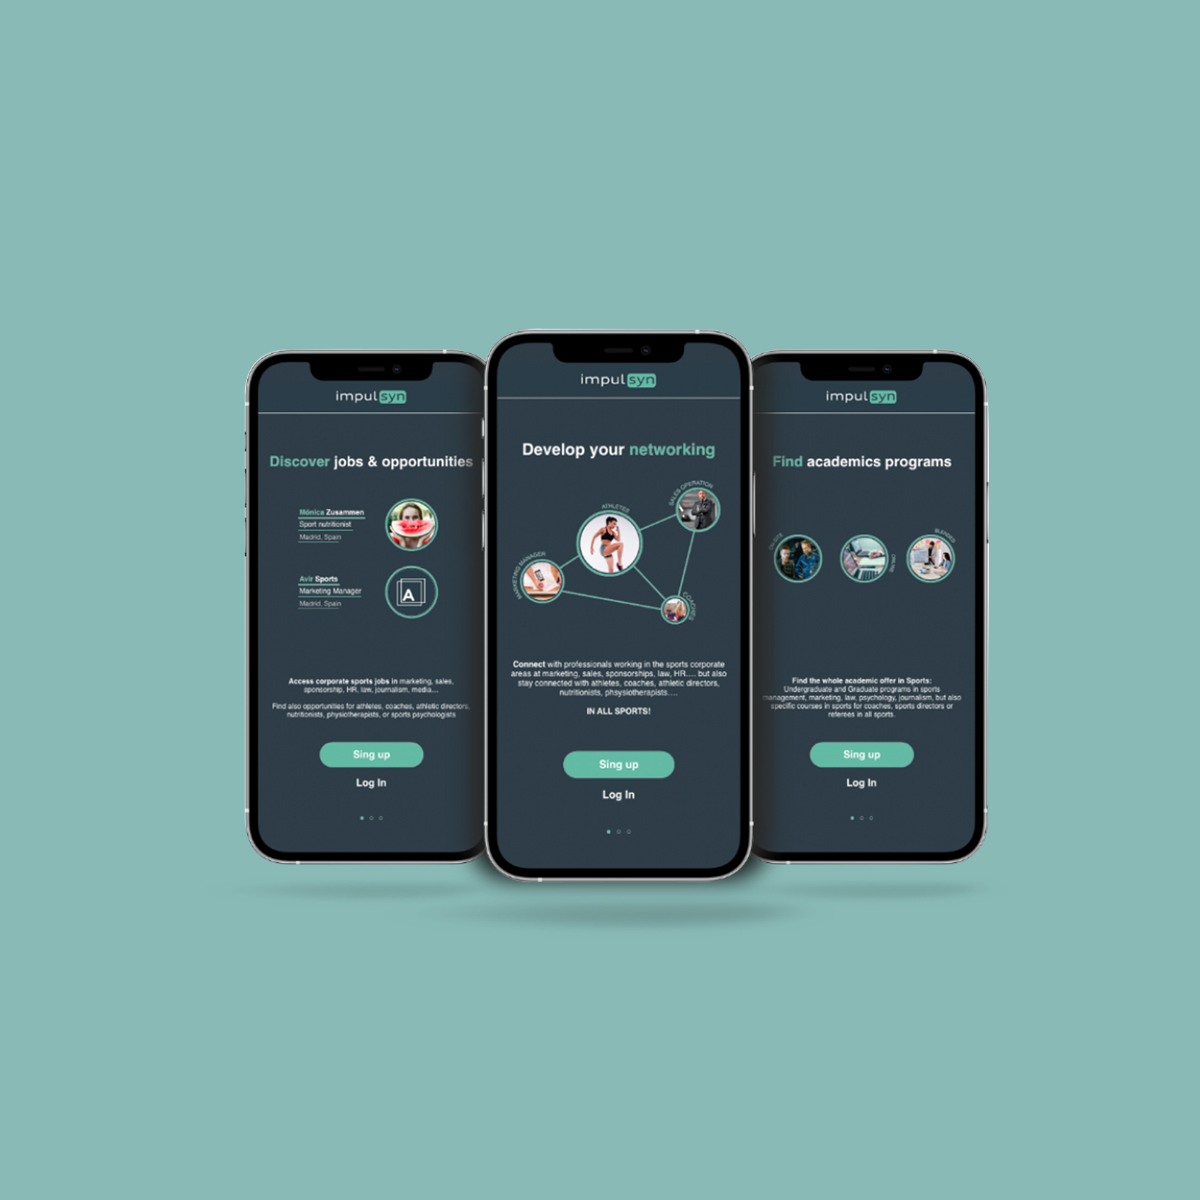 impulsyn
Discover jobs & opportunities
Mónica Zusammen
Sport nutritionist
Madrid, Spain
Avir Sports
Marketing Manager
Madrid, Spain
A
Access corporate sports jobs in marketing, sales,
sponsorship, HR, law, journalism, media...
Find also opportunities for athletes, coaches, athletic directors,
nutritionists, physiotherapists, or sports psychologists
Sing up
Log In
impulsyn
Develop your networking
ATHLETES
SALES OPERATION
MARKETING MANAGER
COACHES
Connect with professionals working in the sports corporate
areas at marketing, sales, sponsorships, law, HR.... but also
stay connected with athletes, coaches, athletic directors,
nutritionists, phsysiotherapists....
IN ALL SPORTS!
Sing up
Log In
impulsyn
Find academics programs
ON SITE
ONLINE
BLENDED
Find the whole academic offer in Sports:
Undergraduate and Graduate programs in sports
management, marketing, law, psychology, journalism, but also
specific courses in sports for coaches, sports directors or
referees in all sports.
Sing up
Log In